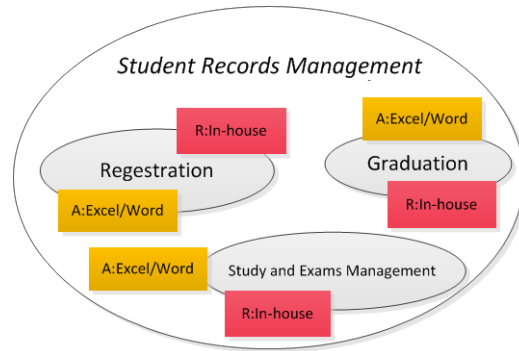 Student Records Management
R:In-house
A:Excel/Word
Regestration
Graduation
A:Excel/Word
R:In-house
A:Excel/Word
Study and Exams Management
R:In-house